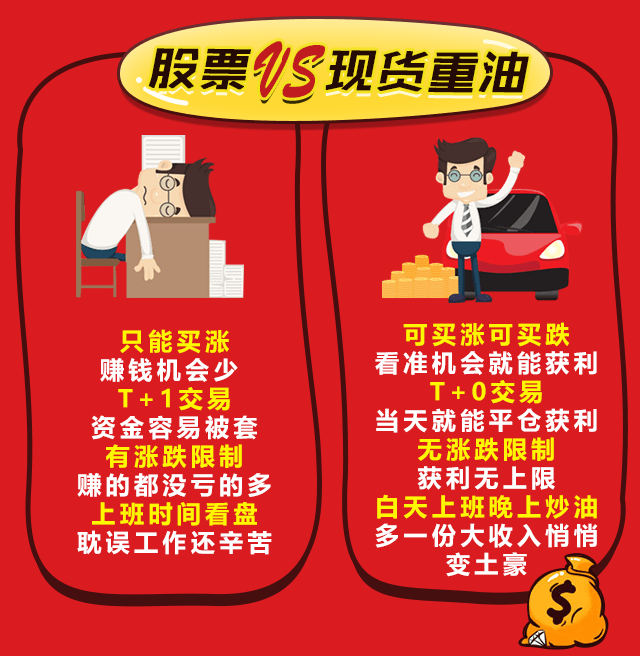 股票VS现货重油
只能买涨
赚钱机会少
T+1交易
资金容易被套
有涨跌限制
赚的都没亏的多
上班时间看盘
耽误工作还辛苦
可买涨可买跌
看准机会就能获利
T+0交易
当天就能平仓获利
无涨跌限制
获利无上限
白天上班晚上炒油
多一份大收入悄悄
变土豪
$